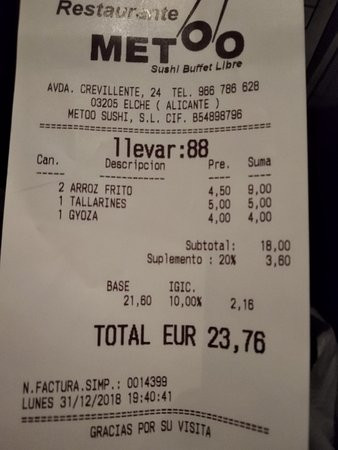 Restaurante
METOO
Sushi Buffet Libre
AVDA. CREVILLENTE, 24 TEL. 966 786 628
03205 ELCHE ( ALICANTE )
METOO SUSHI, S.L. CIF. B54898796
llevar:88
Can. Descripcion Pre. Suma
2 ARROZ FRITO 4,50 9,00
1 TALLARINES 5,00 5,00
1 GYOZA 4,00 4,00
Subtotal: 18,00
Suplemento : 20% 3,60
BASE IGIC.
21,60 10,00% 2,16
TOTAL EUR 23,76
N.FACTURA.SIMP.: 0014399
LUNES 31/12/2018 19:40:41
GRACIAS POR SU VISITA